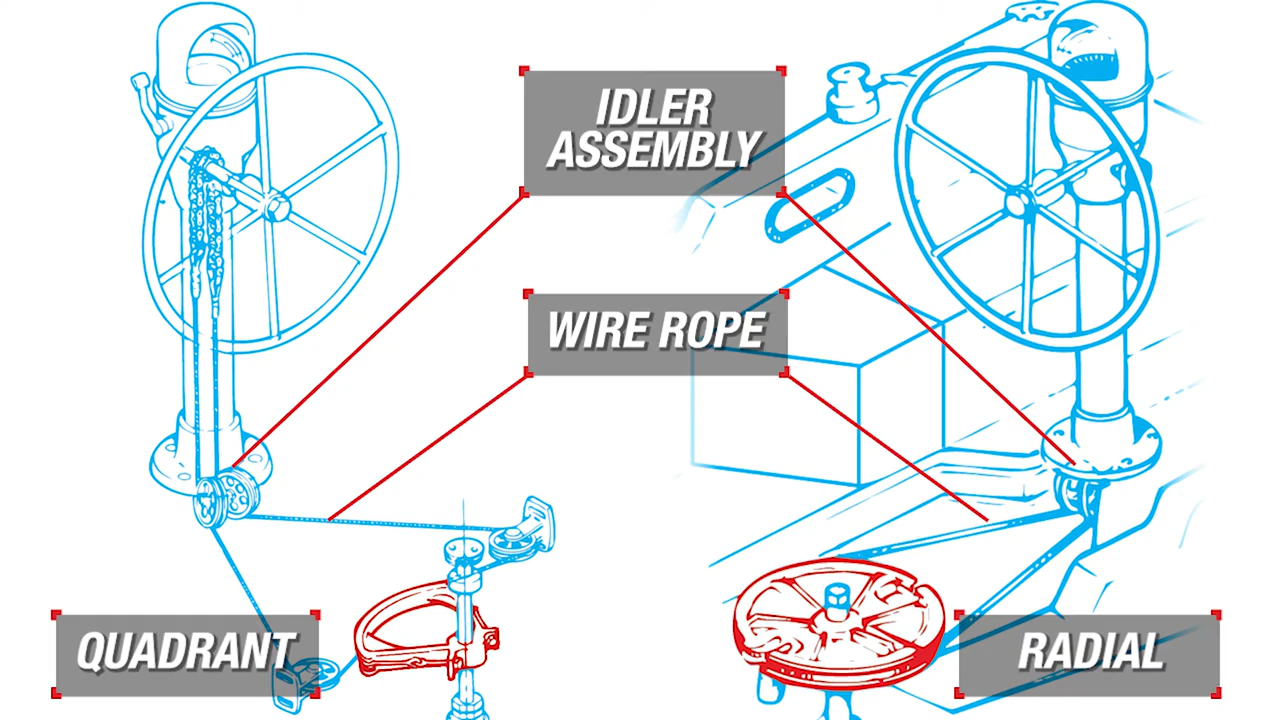 IDLER
ASSEMBLY
WIRE ROPE
QUADRANT
RADIAL